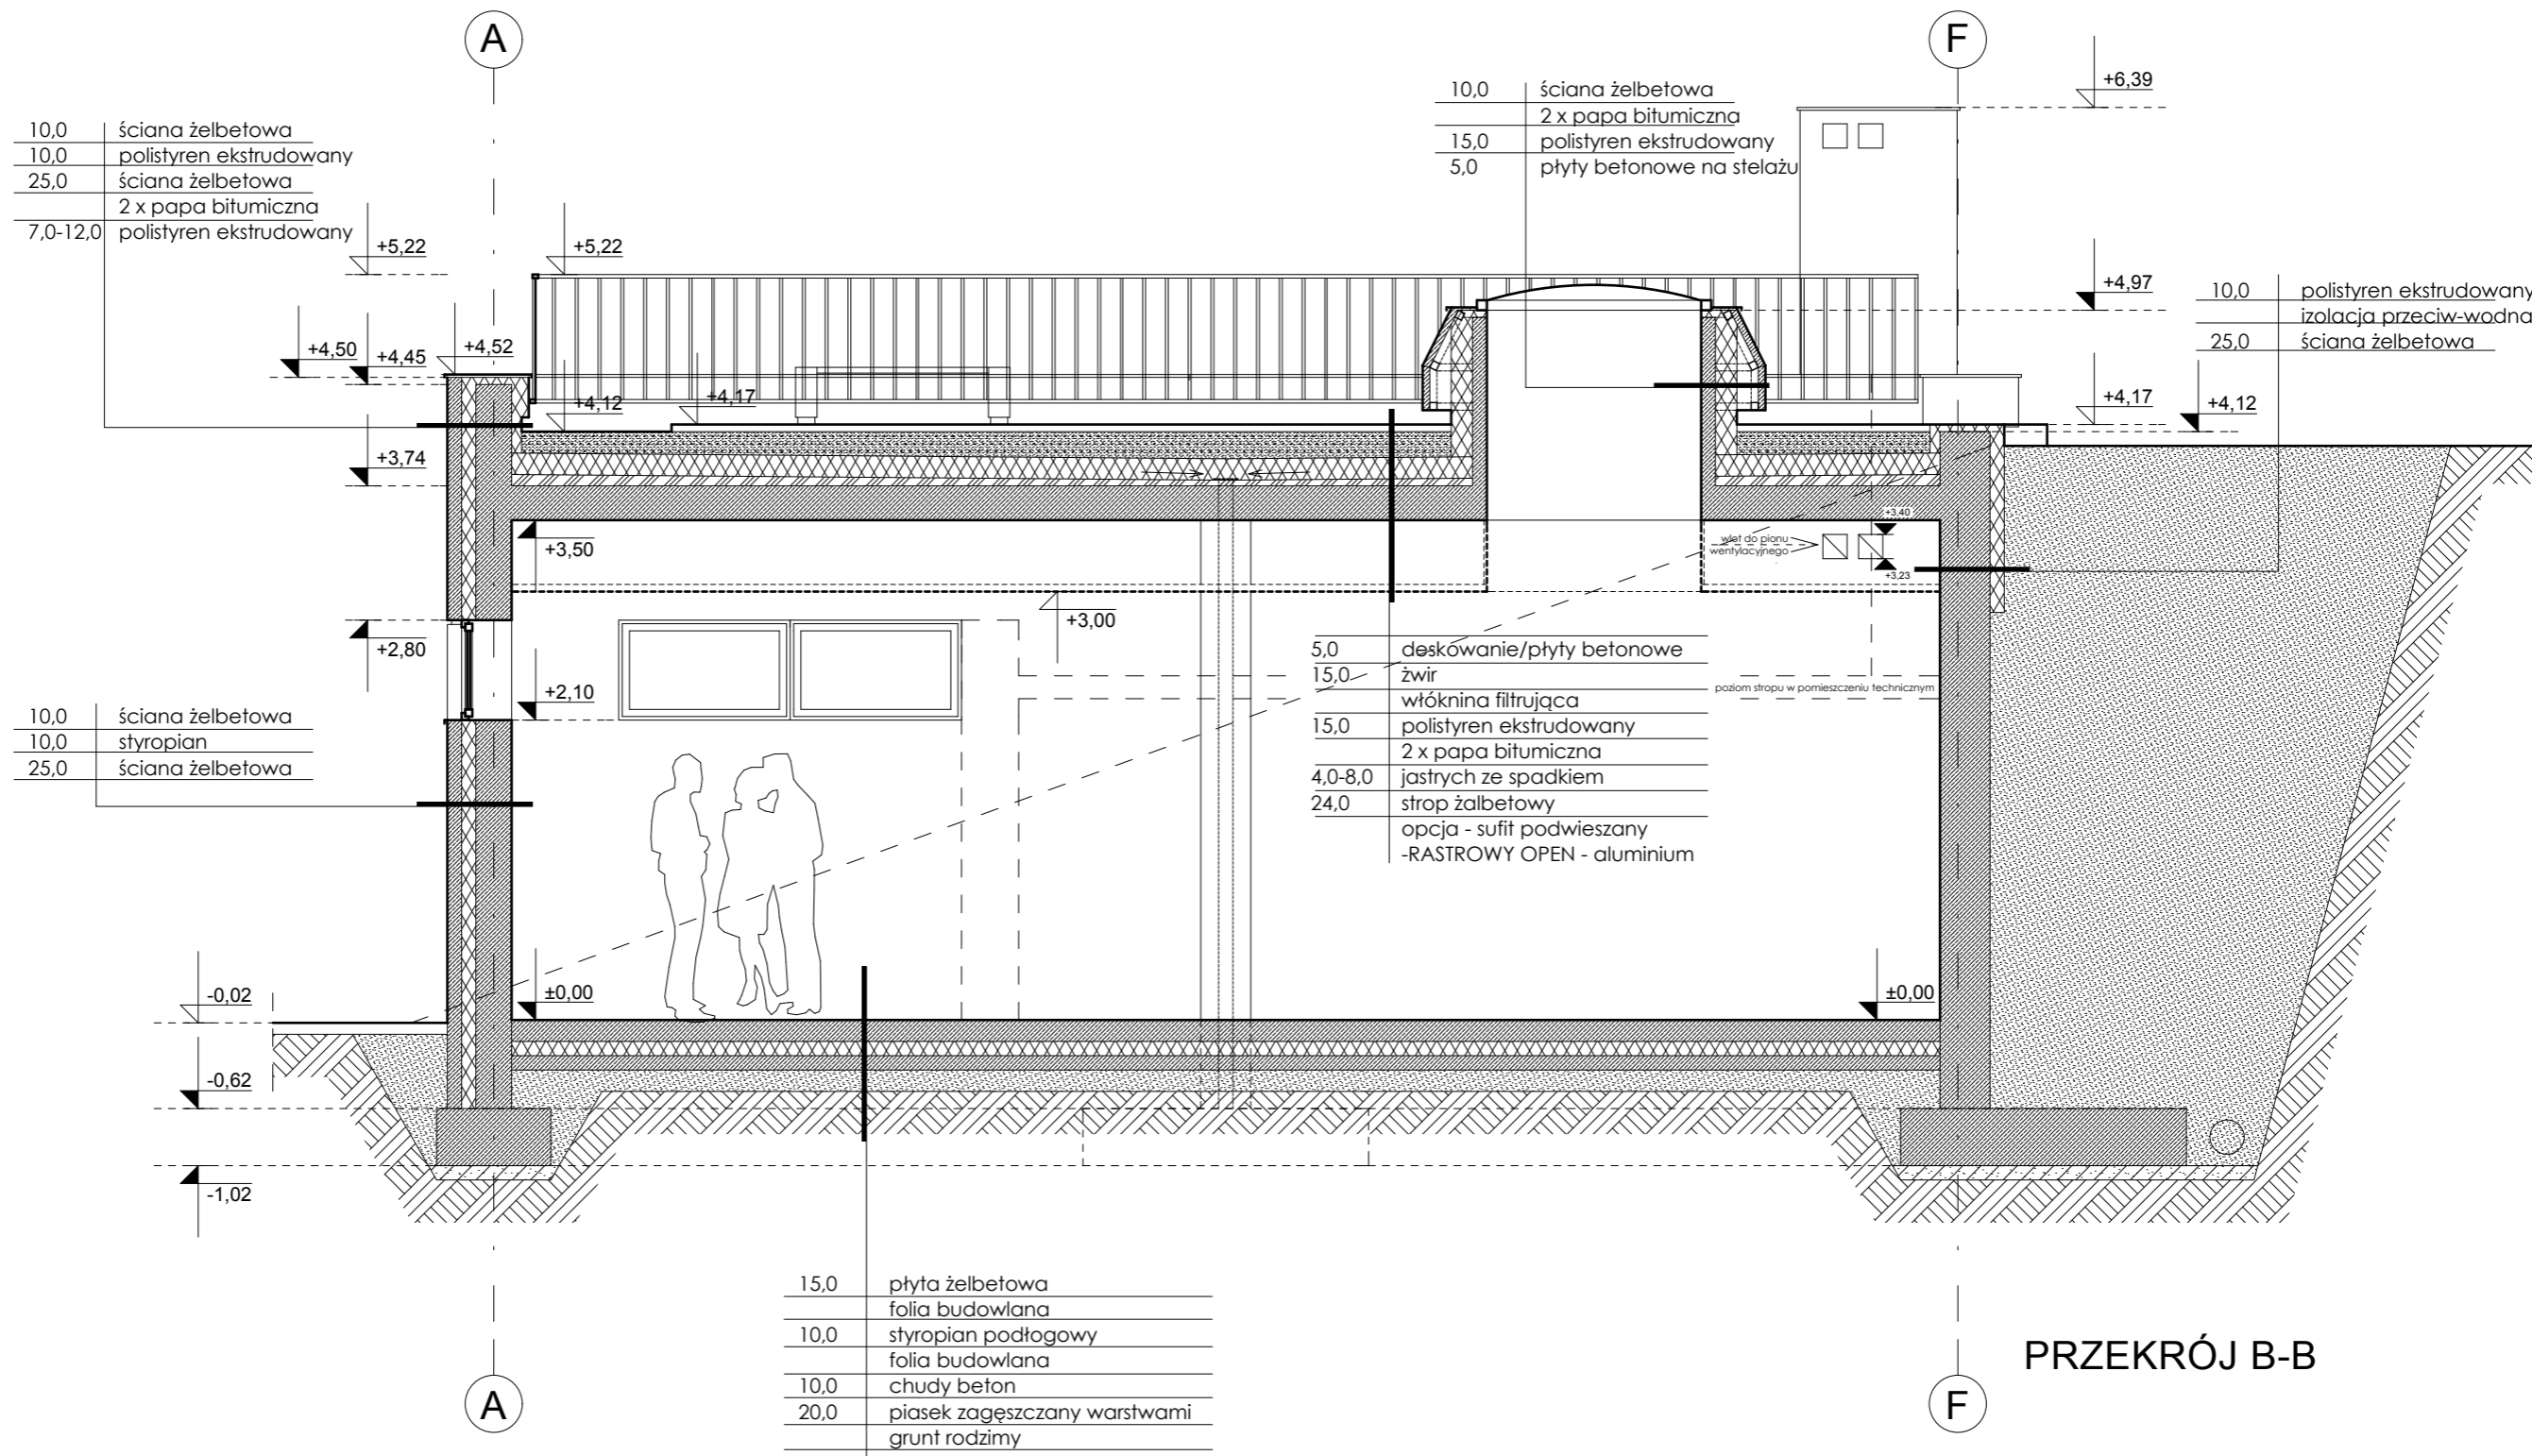 A
F
+6,39
10,0 ściana żelbetowa
2 x papa bitumiczna
15,0 polistyren ekstrudowany
5,0 płyty betonowe na stelażu
10,0 ściana żelbetowa
10,0 polistyren ekstrudowany
25,0 ściana żelbetowa
2 x papa bitumiczna
7,0-12,0 polistyren ekstrudowany
+5,22
+5,22
+4,97
10,0 polistyren ekstrudowany
izolacja przeciw-wodna
25,0 ściana żelbetowa
+4,50
+4,45
+4,52
+4,12
+4,17
+4,17
+4,12
+3,74
+3,50
+3,40
wlot do pionu
wentylacyjnego
+3,23
+3,00
+2,80
+2,10
5,0 deskowanie/płyty betonowe
15,0 żwir
włóknina filtrująca
15,0 polistyren ekstrudowany
2 x papa bitumiczna
4,0-8,0 jastrych ze spadkiem
24,0 strop żalbetowy
opcja - sufit podwieszany
-RASTROWY OPEN - aluminium
poziom stropu w pomieszczeniu technicznym
10,0 ściana żelbetowa
10,0 styropian
25,0 ściana żelbetowa
-0,02
±0,00
±0,00
-0,62
-1,02
15,0 płyta żelbetowa
folia budowlana
10,0 styropian podłogowy
folia budowlana
10,0 chudy beton
20,0 piasek zagęszczany warstwami
grunt rodzimy
PRZEKRÓJ B-B
A
F